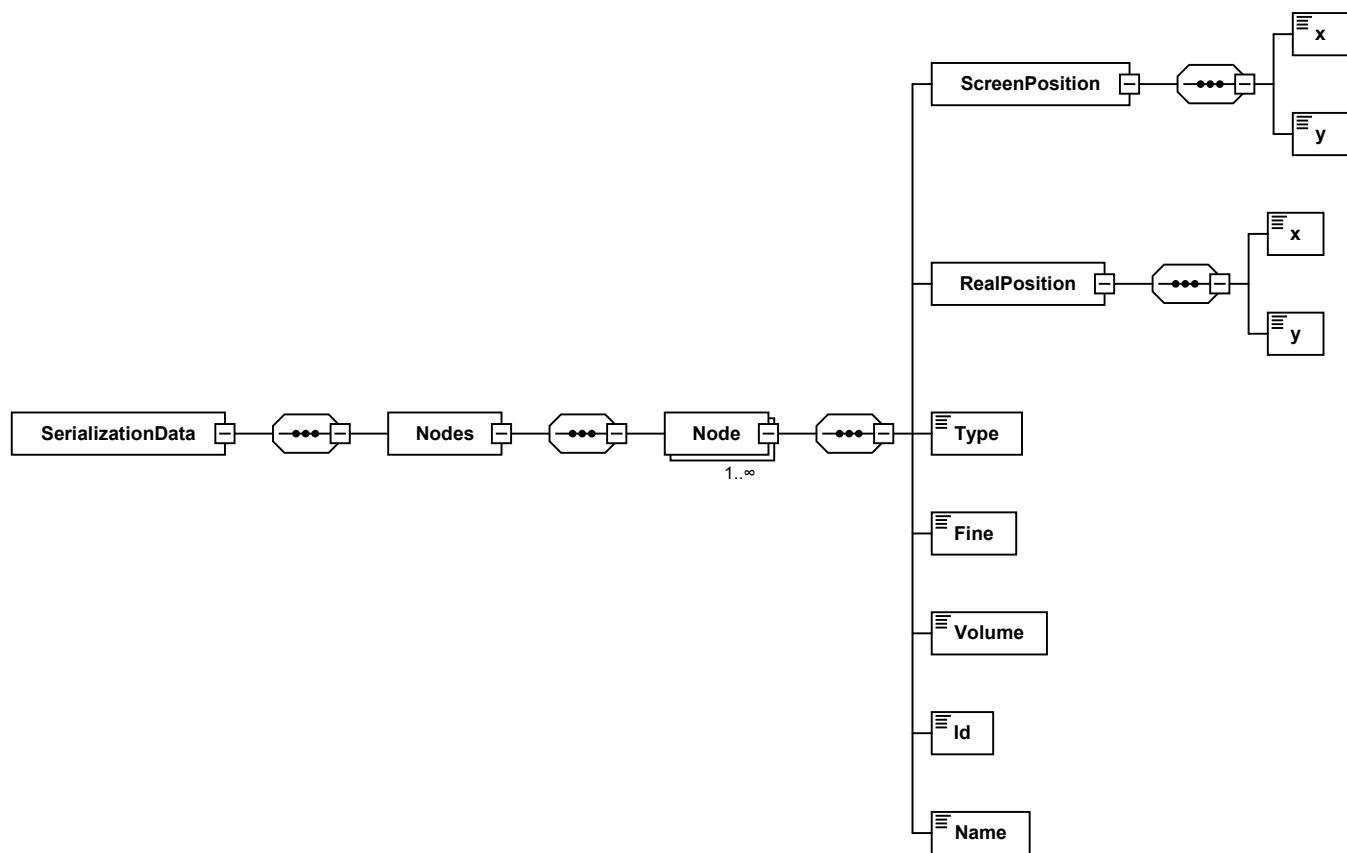 x
ScreenPosition
y
x
RealPosition
y
SerializationData
Nodes
Node
1..∞
Type
Fine
Volume
Id
Name